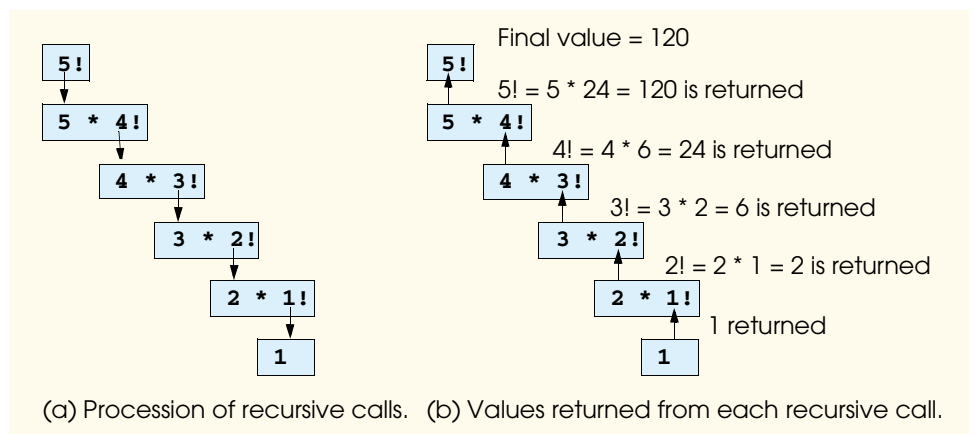 5!
5 * 4!
4 * 3!
3 * 2!
2 * 1!
1
(a) Procession of recursive calls.
Final value = 120
5!
5! = 5 * 24 = 120 is returned
5 * 4!
4! = 4 * 6 = 24 is returned
4 * 3!
3! = 3 * 2 = 6 is returned
3 * 2!
2! = 2 * 1 = 2 is returned
2 * 1!
1 returned
1
(b) Values returned from each recursive call.